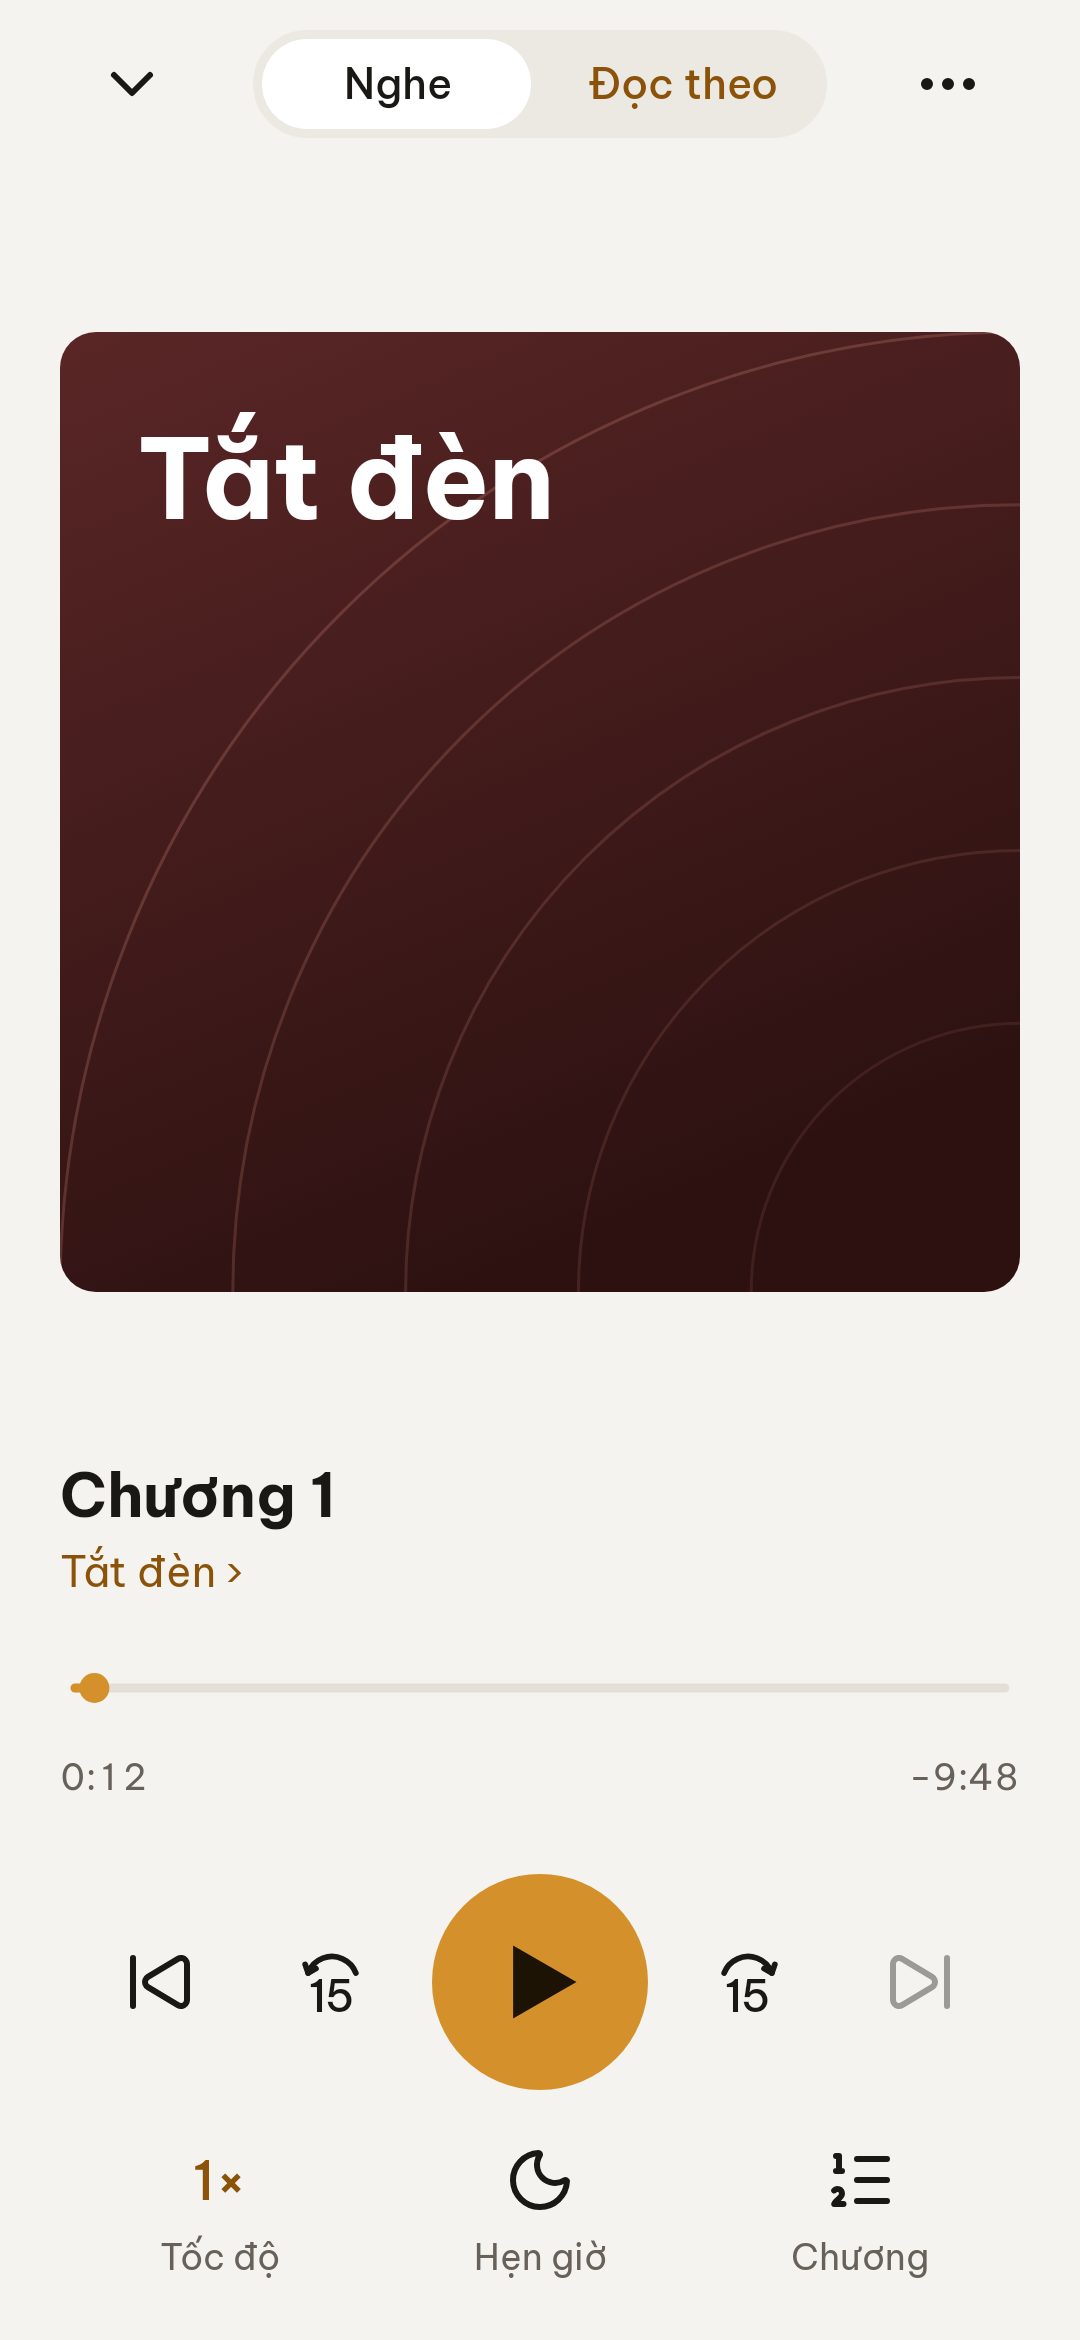 Nghe
Đọc theo
Tắt đèn
Chương 1
Tắt đèn ›
0:12
−9:48
15
15
1×
Tốc độ
Hẹn giờ
Chương